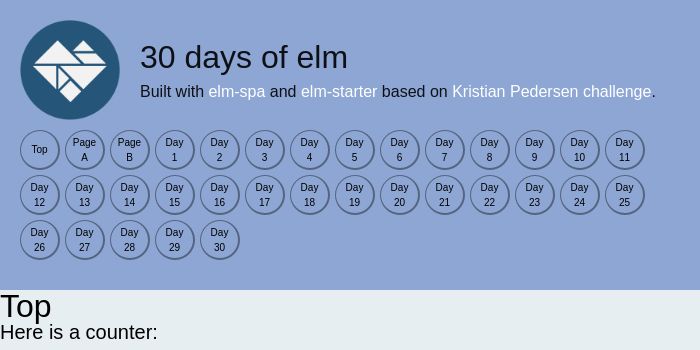 30 days of elm
Built with elm-spa and elm-starter based on Kristian Pedersen challenge.
Top Page A Page B Day 1 Day 2 Day 3 Day 4 Day 5 Day 6 Day 7 Day 8 Day 9 Day 10 Day 11
Day 12 Day 13 Day 14 Day 15 Day 16 Day 17 Day 18 Day 19 Day 20 Day 21 Day 22 Day 23 Day 24 Day 25
Day 26 Day 27 Day 28 Day 29 Day 30
Top
Here is a counter: